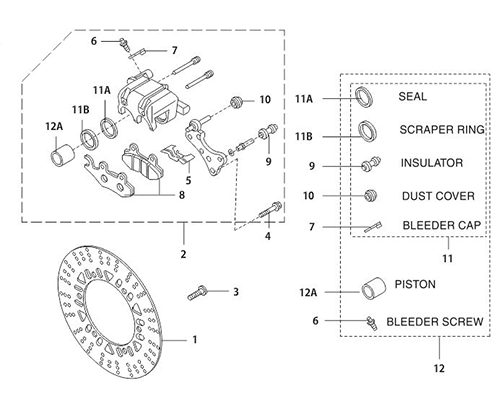 6
7
11A
11B
12A
10
9
5
8
4
2
3
1
11A SEAL
11B SCRAPER RING
9 INSULATOR
10 DUST COVER
7 BLEEDER CAP
11
12A PISTON
6 BLEEDER SCREW
12